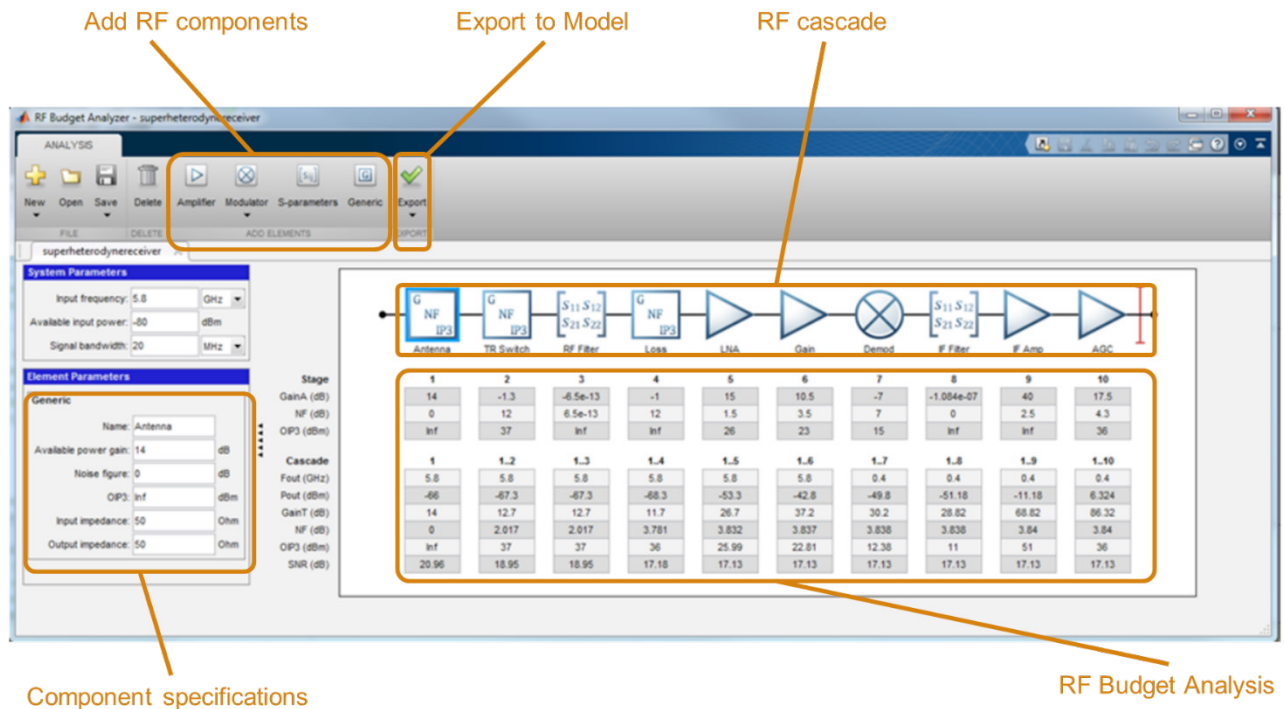 Add RF components
Export to Model
RF cascade
RF Budget Analyzer - superheterodynereceiver
ANALYSIS
New Open Save Delete Amplifier Modulator S-parameters Generic Export
FILE DELETE ADD ELEMENTS
superheterodynereceiver
System Parameters
Input frequency: 5.8 GHz
Available input power: -80 dBm
Signal bandwidth: 20 MHz
Element Parameters
Generic
Name: Antenna
Available power gain: 14 dB
Noise figure: 0 dB
OIP3: Inf dBm
Input impedance: 50 Ohm
Output impedance: 50 Ohm
G NF IP3 G NF IP3 S11 S12 G NF IP3 S11 S12
S21 S22 S21 S22
Antenna TR Switch RF Filter Loss LNA Gain Demod IF Filter IF Amp AGC
Stage 1 2 3 4 5 6 7 8 9 10
GainA (dB) 14 -1.3 -6.5e-13 -1 15 10.5 -7 -1.084e-07 40 17.5
NF (dB) 0 12 6.5e-13 12 1.5 3.5 7 0 2.5 4.3
OIP3 (dBm) Inf 37 Inf Inf 26 23 15 Inf Inf 36
Cascade 1 1..2 1..3 1..4 1..5 1..6 1..7 1..8 1..9 1..10
Fout (GHz) 5.8 5.8 5.8 5.8 5.8 5.8 0.4 0.4 0.4 0.4
Pout (dBm) -66 -67.3 -67.3 -68.3 -53.3 -42.8 -49.8 -51.18 -11.18 6.324
GainT (dB) 14 12.7 12.7 11.7 26.7 37.2 30.2 28.82 68.82 86.32
NF (dB) 0 2.017 2.017 3.781 3.832 3.837 3.838 3.838 3.84 3.84
OIP3 (dBm) Inf 37 37 36 25.99 22.81 12.38 11 51 36
SNR (dB) 20.96 18.95 18.95 17.18 17.13 17.13 17.13 17.13 17.13 17.13
Component specifications
RF Budget Analysis